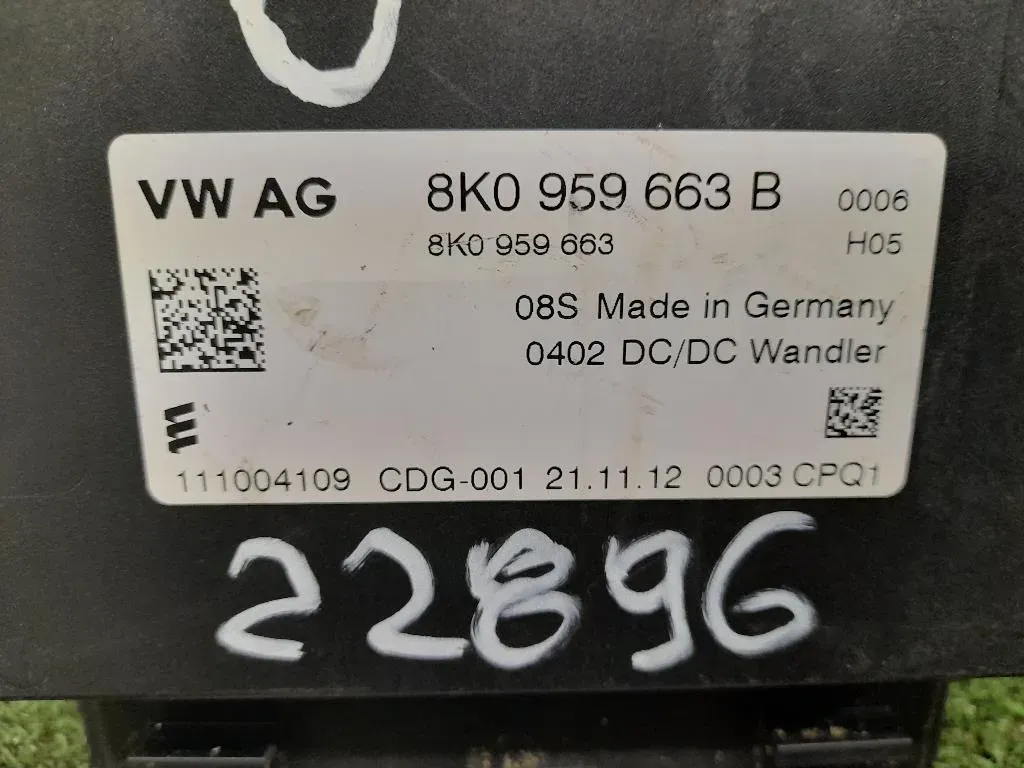 VW AG 8K0 959 663 B 0006
8K0 959 663 H05
08S Made in Germany
0402 DC/DC Wandler
111004109 CDG-001 21.11.12 0003 CPQ1
22896